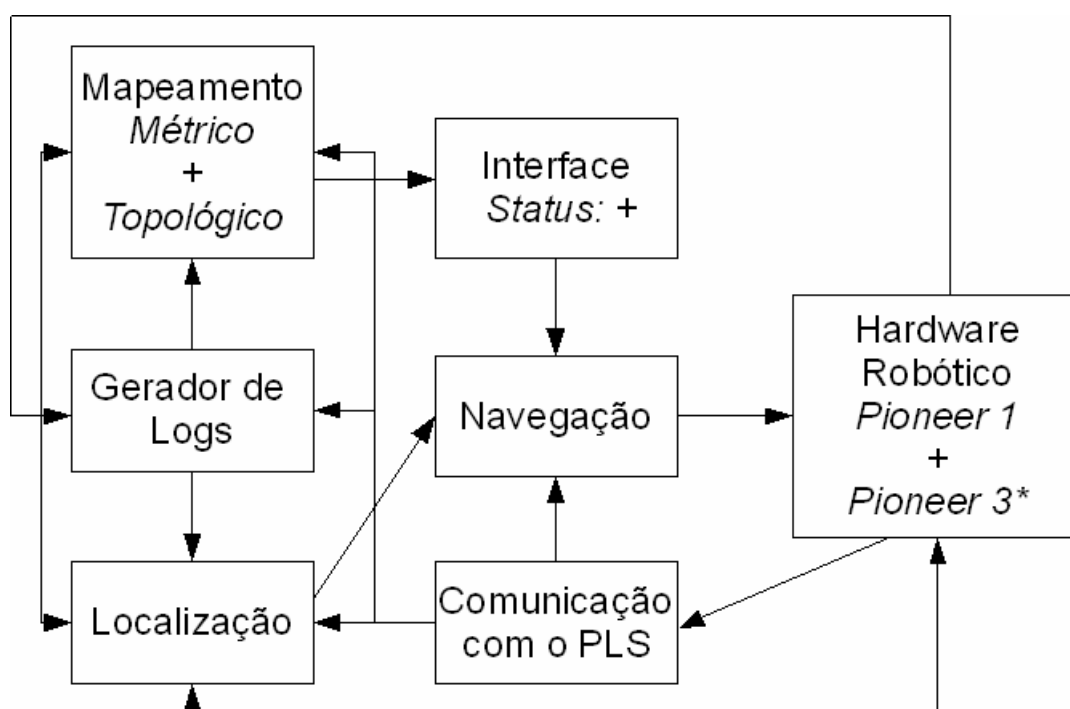 Mapeamento
Métrico
+
Topológico
Interface
Status: +
Gerador de
Logs
Navegação
Hardware
Robótico
Pioneer 1
+
Pioneer 3*
Localização
Comunicação
com o PLS